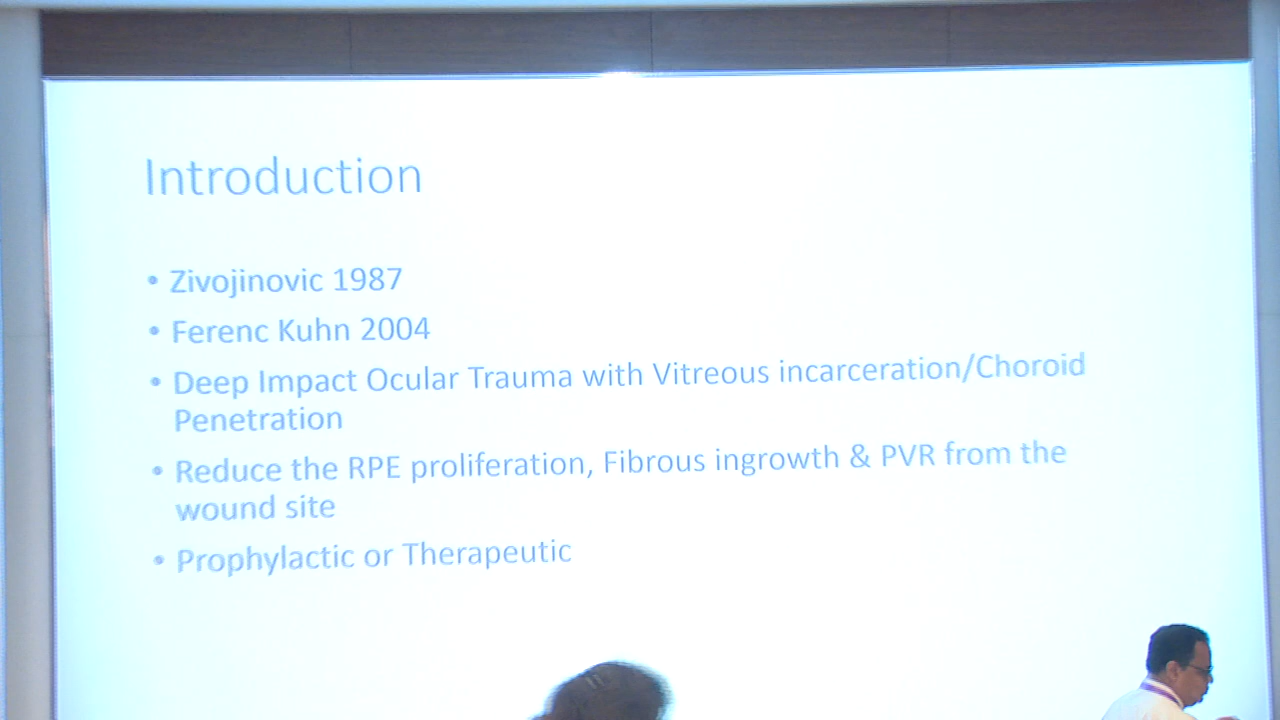 Introduction
• Zivojinovic 1987
• Ferenc Kuhn 2004
• Deep Impact Ocular Trauma with Vitreous incarceration/Choroid
Penetration
• Reduce the RPE proliferation, Fibrous ingrowth & PVR from the
wound site
• Prophylactic or Therapeutic